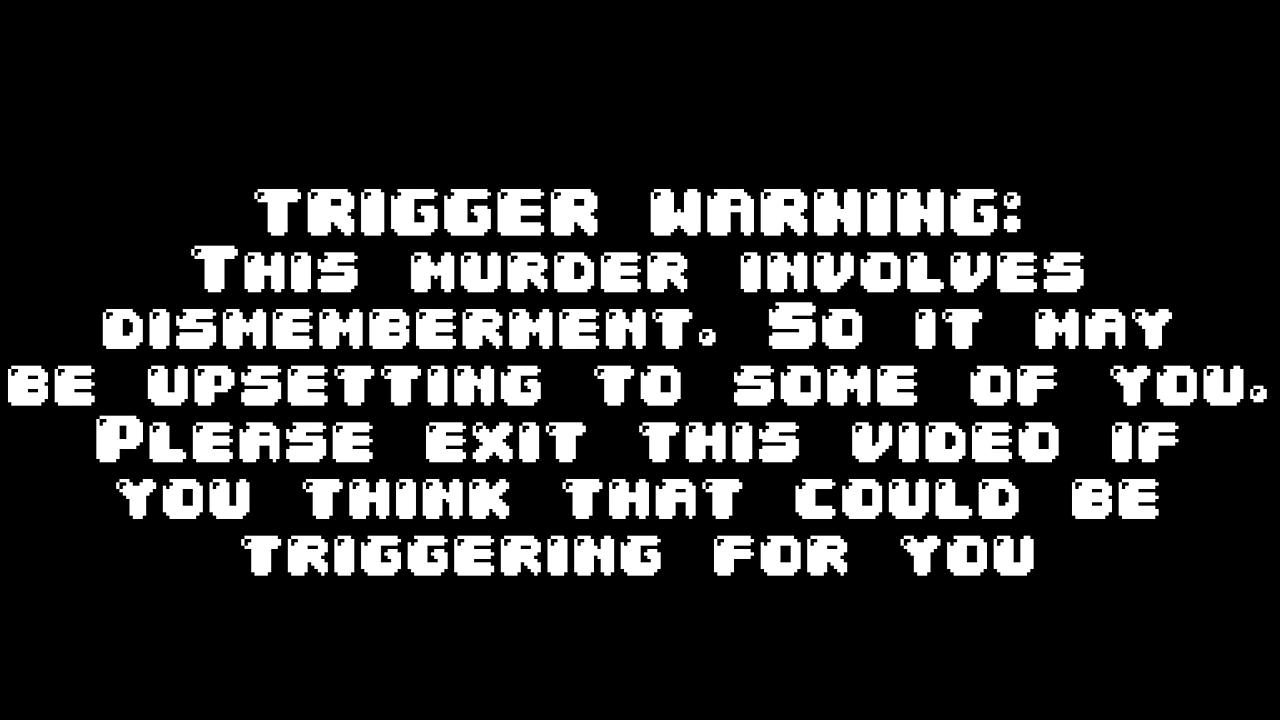 TRIGGER WARNING:
THIS MURDER INVOLVES
DISMEMBERMENT. SO IT MAY
BE UPSETTING TO SOME OF YOU.
PLEASE EXIT THIS VIDEO IF
YOU THINK THAT COULD BE
TRIGGERING FOR YOU